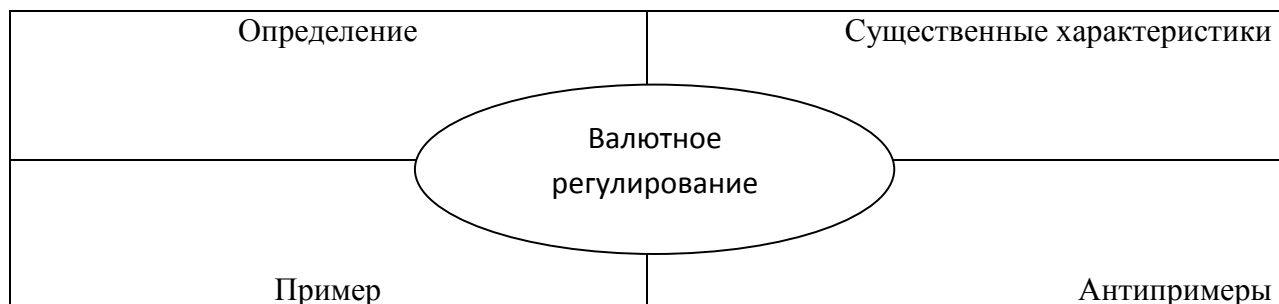 Определение
Существенные характеристики
Валютное
регулирование
Пример
Антипримеры